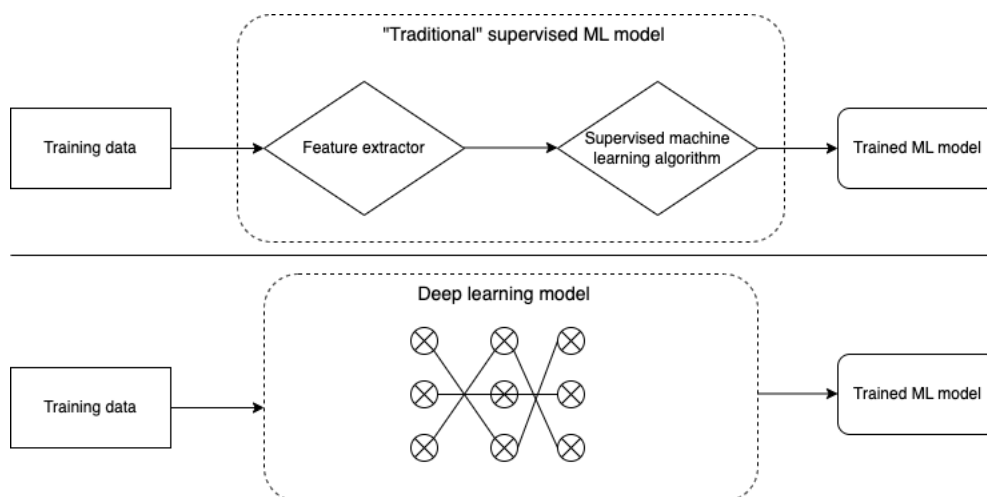 "Traditional" supervised ML model
Training data
Feature extractor
Supervised machine
learning algorithm
Trained ML model
Deep learning model
Training data
Trained ML model